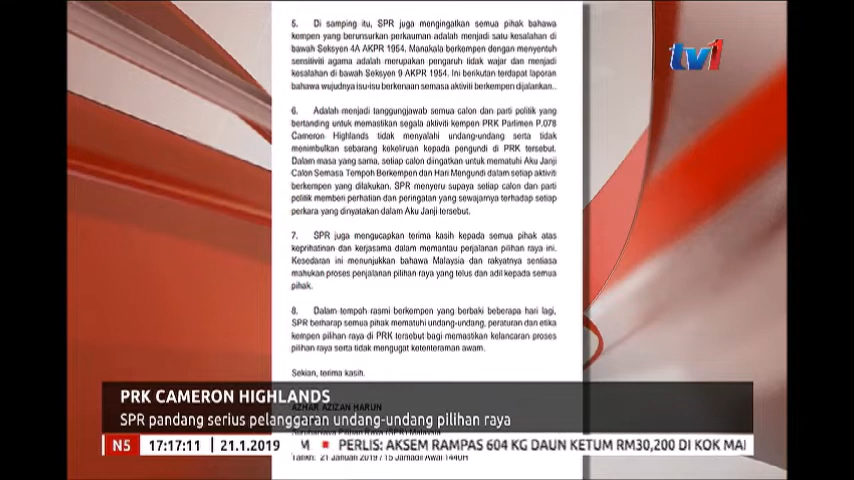 5. Di samping itu, SPR juga mengingatkan semua pihak bahawa
kempen yang berunsurkan perkauman adalah menjadi satu kesalahan di
bawah Seksyen 4A AKPR 1954. Manakala berkempen dengan menyentuh
sensitiviti agama adalah merupakan pengaruh tidak wajar dan menjadi
kesalahan di bawah Seksyen 9 AKPR 1954. Ini berikutan terdapat laporan
bahawa wujudnya isu-isu berkenaan semasa aktiviti berkempen dijalankan..
tv1
6. Adalah menjadi tanggungjawab semua calon dan parti politik yang
bertanding untuk memastikan segala aktiviti kempen PRK Parlimen P.078
Cameron Highlands tidak menyalahi undang-undang serta tidak
menimbulkan sebarang kekeliruan kepada pengundi di PRK tersebut.
Dalam masa yang sama, setiap calon diingatkan untuk mematuhi Aku Janji
Calon Semasa Tempoh Berkempen dan Hari Mengundi dalam setiap aktiviti
berkempen yang dilakukan. SPR menyeru supaya setiap calon dan parti
politik memberi perhatian dan peringatan yang sewajarnya terhadap setiap
perkara yang dinyatakan dalam Aku Janji tersebut.
7. SPR juga mengucapkan terima kasih kepada semua pihak atas
keprihatinan dan kerjasama dalam memantau perjalanan pilihan raya ini.
Kesedaran ini menunjukkan bahawa Malaysia dan rakyatnya sentiasa
mahukan proses penjalanan pilihan raya yang telus dan adil kepada semua
pihak.
8. Dalam tempoh rasmi berkempen yang berbaki beberapa hari lagi,
SPR berharap semua pihak mematuhi undang-undang, peraturan dan etika
kempen pilihan raya di PRK tersebut bagi memastikan kelancaran proses
pilihan raya serta tidak mengugat ketenteraman awam.
Sekian, terima kasih.
PRK CAMERON HIGHLANDS
AZHAR AZIZAN HARUN
SPR pandang serius pelanggaran undang-undang pilihan raya
N5 17:17:11 21.1.2019 PERLIS: AKSEM RAMPAS 604 KG DAUN KETUM RM30,200 DI KOK MAI
Tarikh: 21 Januari 2019 / 15 Jamadil Awal 1440H